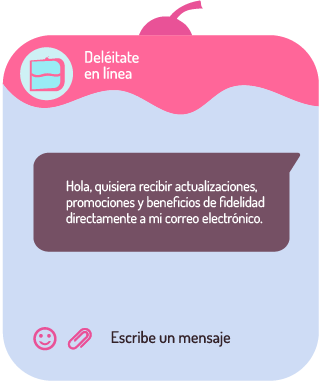 Deléitate
en línea
Hola, quisiera recibir actualizaciones,
promociones y beneficios de fidelidad
directamente a mi correo electrónico.
Escribe un mensaje